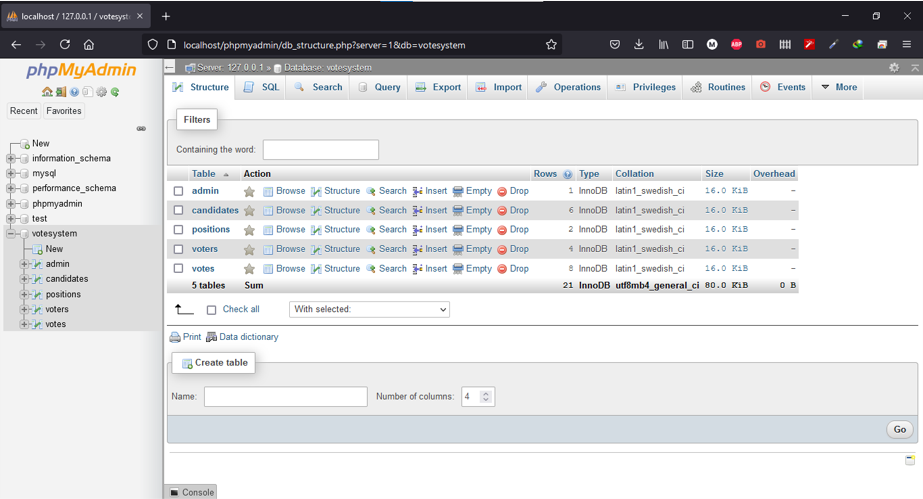 localhost / 127.0.0.1 / votesyst
localhost/phpmyadmin/db_structure.php?server=1&db=votesystem
phpMyAdmin
Recent Favorites
New
information_schema
mysql
performance_schema
phpmyadmin
test
votesystem
New
admin
candidates
positions
voters
votes
Server: 127.0.0.1 » Database: votesystem
Structure SQL Search Query Export Import Operations Privileges Routines Events More
Filters
Containing the word:
Table Action Rows Type Collation Size Overhead
admin Browse Structure Search Insert Empty Drop 1 InnoDB latin1_swedish_ci 16.0 KiB -
candidates Browse Structure Search Insert Empty Drop 6 InnoDB latin1_swedish_ci 16.0 KiB -
positions Browse Structure Search Insert Empty Drop 2 InnoDB latin1_swedish_ci 16.0 KiB -
voters Browse Structure Search Insert Empty Drop 4 InnoDB latin1_swedish_ci 16.0 KiB -
votes Browse Structure Search Insert Empty Drop 8 InnoDB latin1_swedish_ci 16.0 KiB -
5 tables Sum 21 InnoDB utf8mb4_general_ci 80.0 KiB 0 B
Check all With selected:
Print Data dictionary
Create table
Name: Number of columns: 4
Go
Console